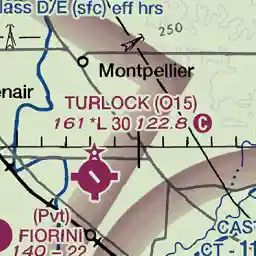 lass D/E (sfc) eff hrs
250
Montpellier
enair
TURLOCK (O15)
161 *L 30 122.8 C
(Pvt)
FIORINI
140 - 22
CAST
CT - 11